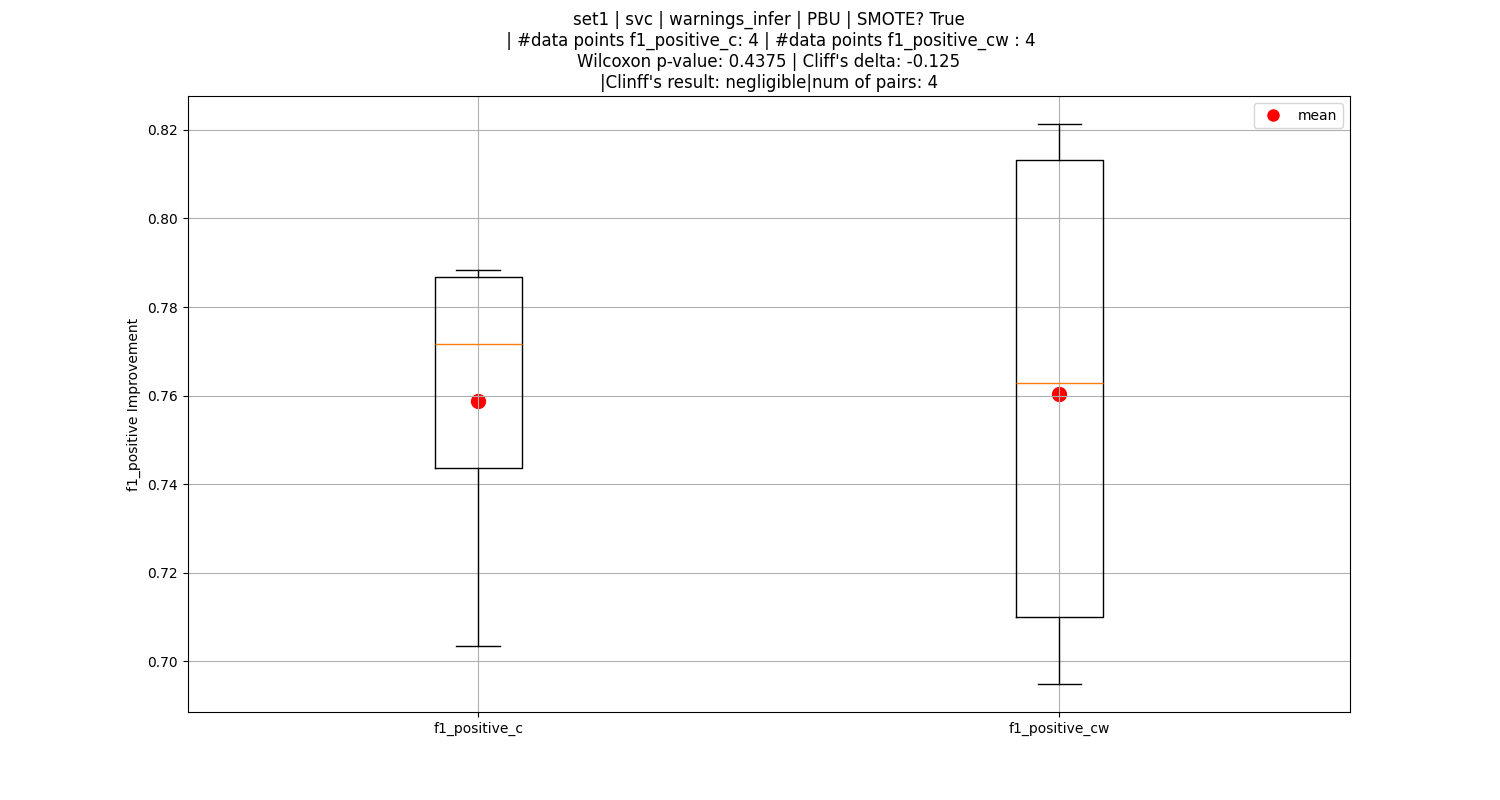 set1 | svc | warnings_infer | PBU | SMOTE? True
| #data points f1_positive_c: 4 | #data points f1_positive_cw : 4
Wilcoxon p-value: 0.4375 | Cliff's delta: -0.125
|Clinff's result: negligible|num of pairs: 4
mean
0.82
0.80
0.78
0.76
0.74
0.72
0.70
f1_positive Improvement
f1_positive_c
f1_positive_cw